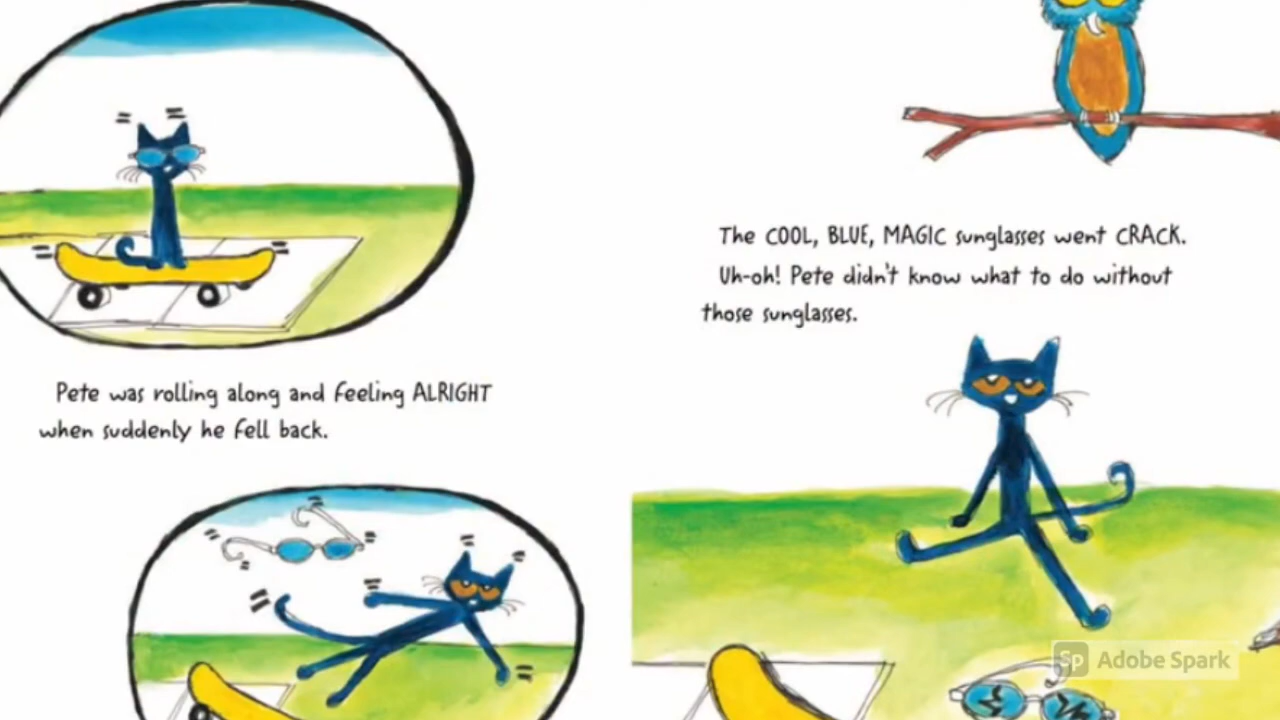 Pete was rolling along and feeling ALRIGHT
when suddenly he fell back.
The COOL, BLUE, MAGIC sunglasses went CRACK.
Uh-oh! Pete didn't know what to do without
those sunglasses.
Sp Adobe Spark